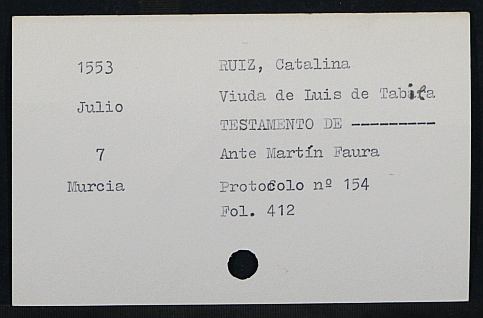 1553
RUIZ, Catalina
Viuda de Luis de
Julio
TESTAMENTO DE ---------
7
Ante Martín Faura
Murcia
Protocolo nº 154
Fol. 412